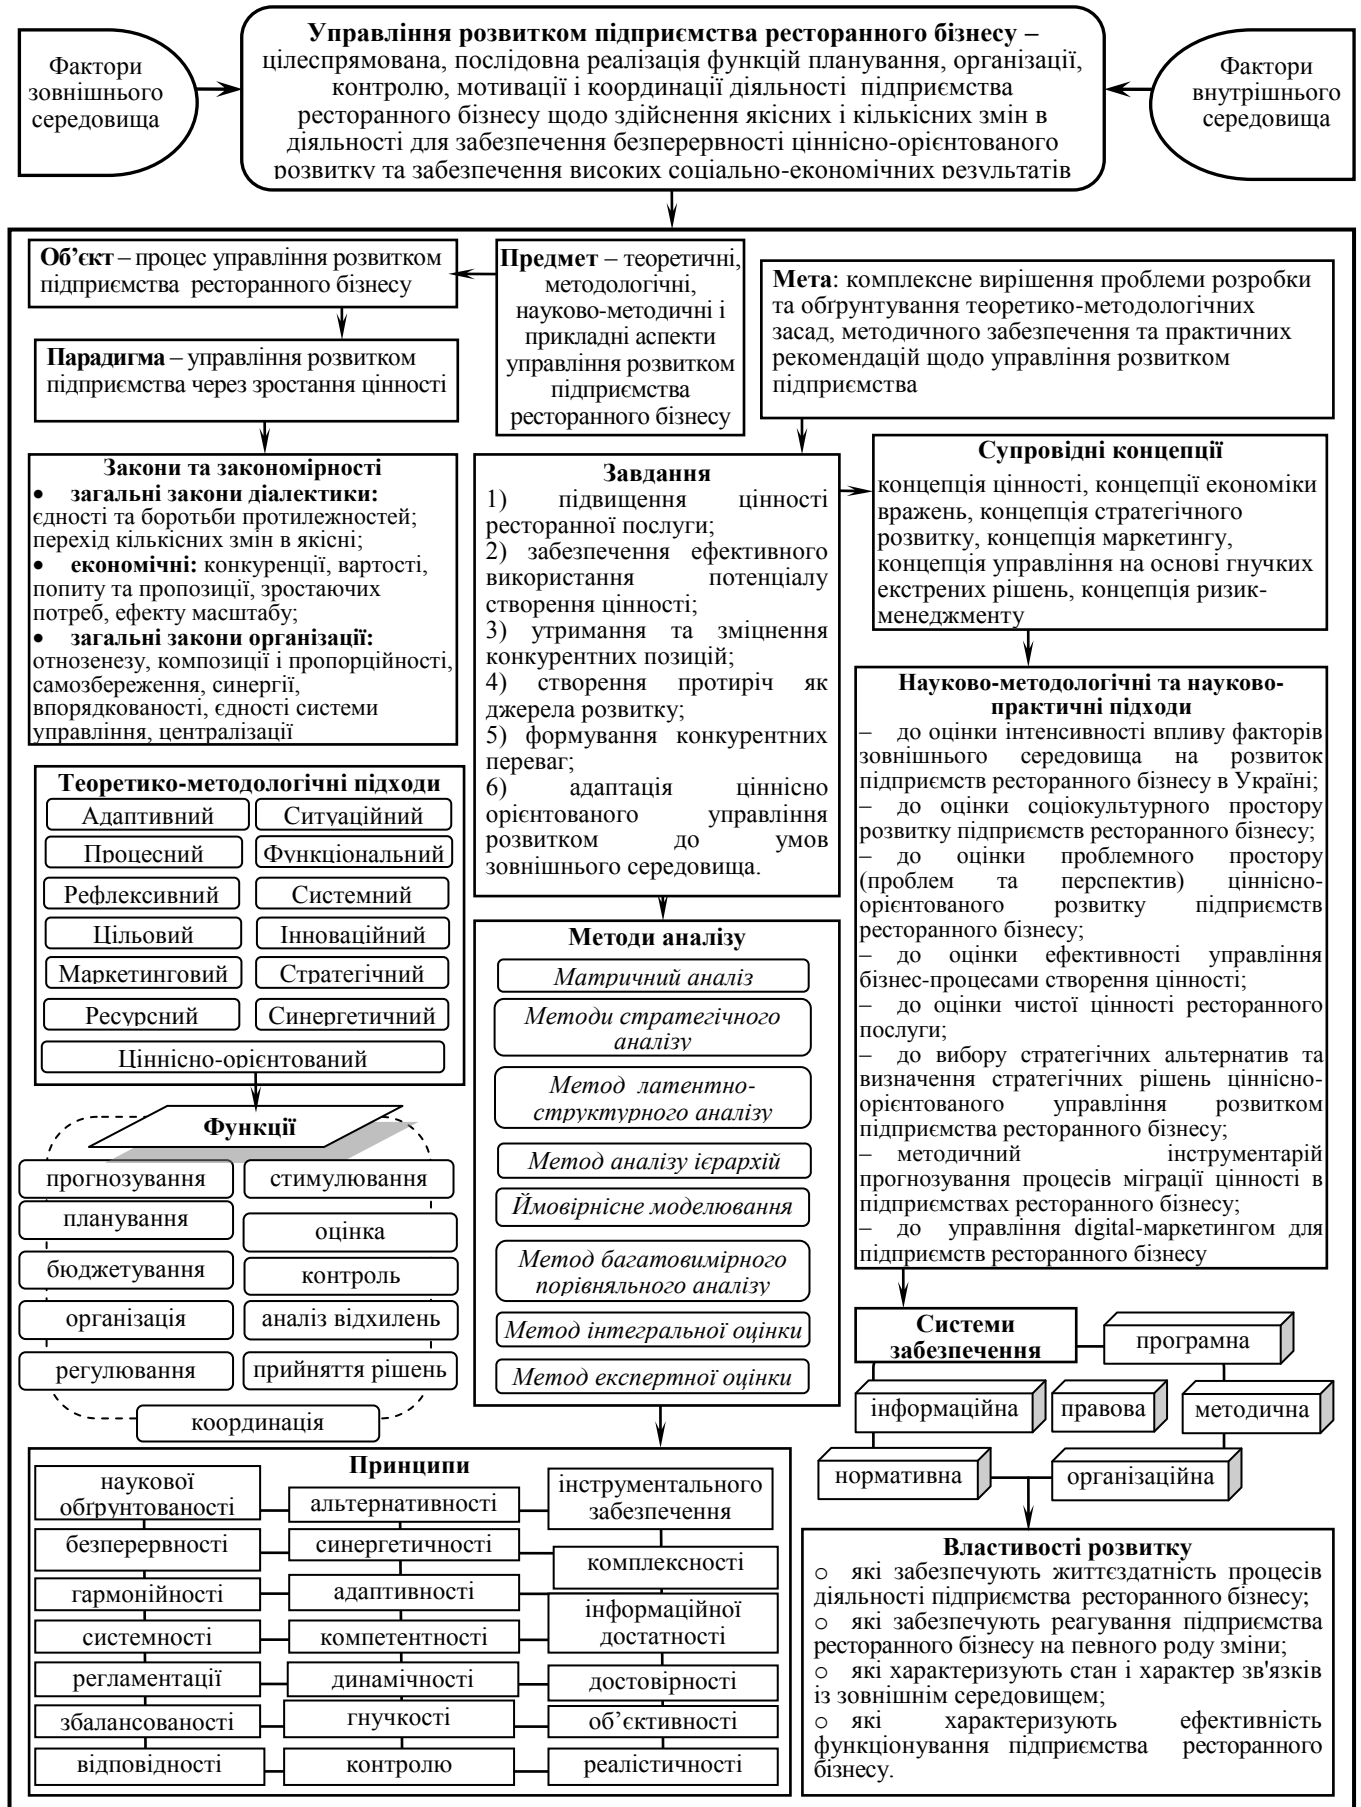 Фактори
зовнішнього
середовища
Управління розвитком підприємства ресторанного бізнесу –
цілеспрямована, послідовна реалізація функцій планування, організації,
контролю, мотивації і координації діяльності підприємства
ресторанного бізнесу щодо здійснення якісних і кількісних змін в
діяльності для забезпечення безперервності ціннісно-орієнтованого
розвитку та забезпечення високих соціально-економічних результатів
Фактори
внутрішнього
середовища
Об’єкт – процес управління розвитком
підприємства ресторанного бізнесу
Парадигма – управління розвитком
підприємства через зростання цінності
Предмет – теоретичні,
методологічні,
науково-методичні і
прикладні аспекти
управління розвитком
підприємства
ресторанного бізнесу
Мета: комплексне вирішення проблеми розробки
та обґрунтування теоретико-методологічних
засад, методичного забезпечення та практичних
рекомендацій щодо управління розвитком
підприємства
Закони та закономірності
• загальні закони діалектики:
єдності та боротьби протилежностей;
перехід кількісних змін в якісні;
• економічні: конкуренції, вартості,
попиту та пропозиції, зростаючих
потреб, ефекту масштабу;
• загальні закони організації:
отнозенезу, композиції і пропорційності,
самозбереження, синергії,
впорядкованості, єдності системи
управління, централізації
Завдання
1) підвищення цінності
ресторанної послуги;
2) забезпечення ефективного
використання потенціалу
створення цінності;
3) утримання та зміцнення
конкурентних позицій;
4) створення протиріч як
джерела розвитку;
5) формування конкурентних
переваг;
6) адаптація ціннісно
орієнтованого управління
розвитком до умов
зовнішнього середовища.
Супровідні концепції
концепція цінності, концепції економіки
вражень, концепція стратегічного
розвитку, концепція маркетингу,
концепція управління на основі гнучких
екстрених рішень, концепція ризик-
менеджменту
Теоретико-методологічні підходи
Адаптивний
Ситуаційний
Процесний
Функціональний
Рефлексивний
Системний
Цільовий
Інноваційний
Маркетинговий
Стратегічний
Ресурсний
Синергетичний
Ціннісно-орієнтований
Методи аналізу
Матричний аналіз
Методи стратегічного
аналізу
Метод латентно-
структурного аналізу
Метод аналізу ієрархій
Ймовірнісне моделювання
Метод багатовимірного
порівняльного аналізу
Метод інтегральної оцінки
Метод експертної оцінки
Науково-методологічні та науково-
практичні підходи
– до оцінки інтенсивності впливу факторів
зовнішнього середовища на розвиток
підприємств ресторанного бізнесу в Україні;
– до оцінки соціокультурного простору
розвитку підприємств ресторанного бізнесу;
– до оцінки проблемного простору
(проблем та перспектив) ціннісно-
орієнтованого розвитку підприємств
ресторанного бізнесу;
– до оцінки ефективності управління
бізнес-процесами створення цінності;
– до оцінки чистої цінності ресторанного
послуги;
– до вибору стратегічних альтернатив та
визначення стратегічних рішень ціннісно-
орієнтованого управління розвитком
підприємства ресторанного бізнесу;
– методичний інструментарій
прогнозування процесів міграції цінності в
підприємствах ресторанного бізнесу;
– до управління digital-маркетингом для
підприємств ресторанного бізнесу
Функції
прогнозування
стимулювання
планування
оцінка
бюджетування
контроль
організація
аналіз відхилень
регулювання
прийняття рішень
координація
Системи
забезпечення
програмна
інформаційна
правова
методична
нормативна
організаційна
Принципи
наукової
обґрунтованості
альтернативності
інструментального
забезпечення
безперервності
синергетичності
комплексності
гармонійності
адаптивності
інформаційної
достатності
системності
компетентності
регламентації
динамічності
достовірності
збалансованості
гнучкості
об’єктивності
відповідності
контролю
реалістичності
Властивості розвитку
o які забезпечують життєздатність процесів
діяльності підприємства ресторанного бізнесу;
o які забезпечують реагування підприємства
ресторанного бізнесу на певного роду зміни;
o які характеризують стан і характер зв'язків
із зовнішнім середовищем;
o які характеризують ефективність
функціонування підприємства ресторанного
бізнесу.